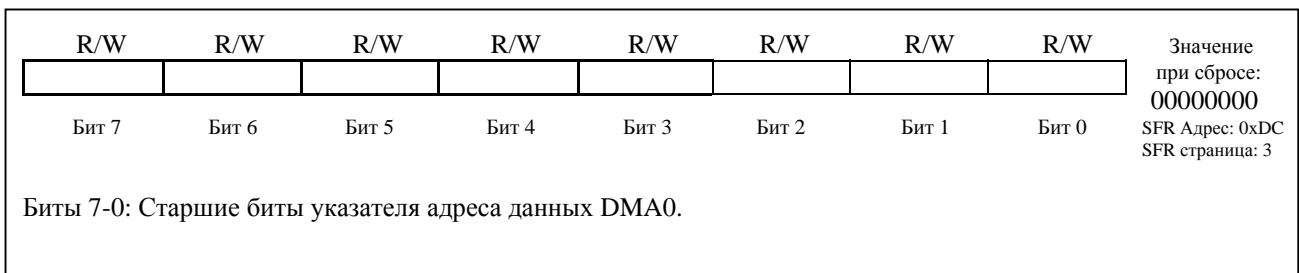 R/W R/W R/W R/W R/W R/W R/W R/W Значение
при сбросе:
00000000
Бит 7 Бит 6 Бит 5 Бит 4 Бит 3 Бит 2 Бит 1 Бит 0 SFR Адрес: 0xDC
SFR страница: 3
Биты 7-0: Старшие биты указателя адреса данных DMA0.